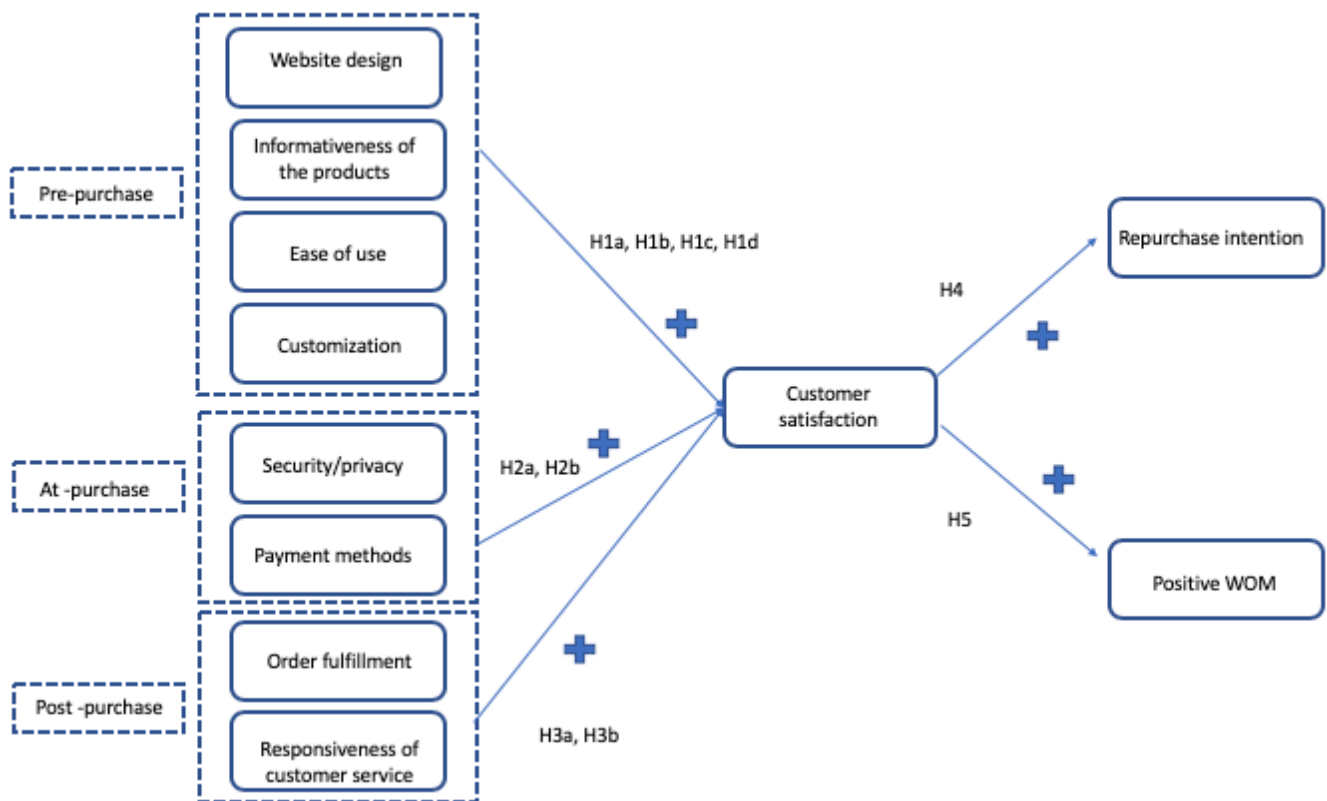 Website design
Informativeness of
the products
Pre-purchase
Ease of use
Customization
H1a, H1b, H1c, H1d
Repurchase intention
H4
Customer
satisfaction
Security/privacy
At -purchase
H2a, H2b
Payment methods
H5
Positive WOM
Order fulfillment
Post -purchase
H3a, H3b
Responsiveness of
customer service